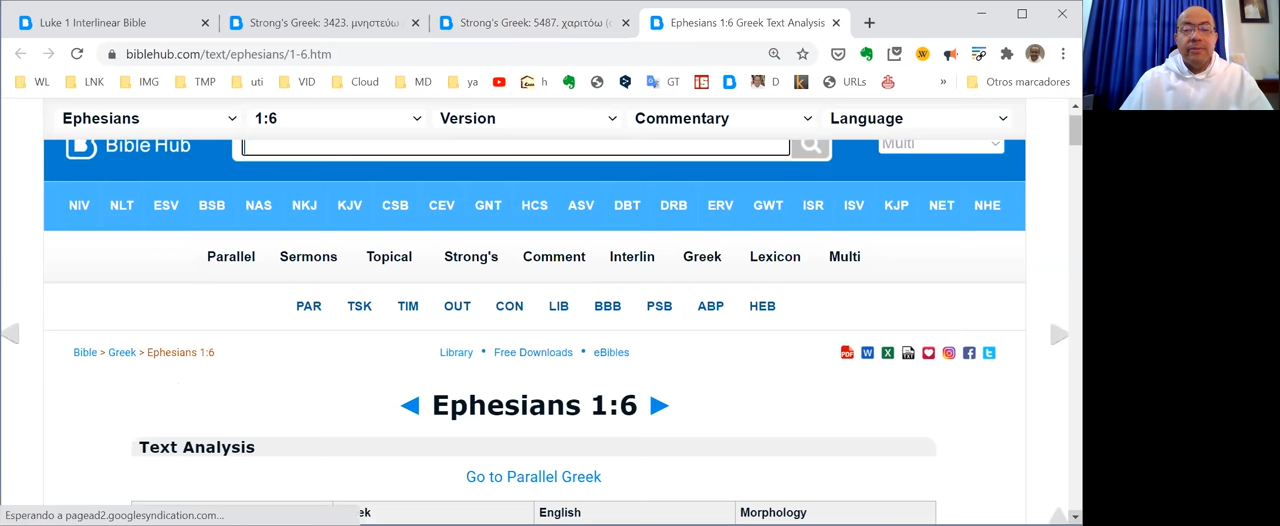 Luke 1 Interlinear Bible
Strong's Greek: 3423. μνηστεύω
Strong's Greek: 5487. χαριτόω (
Ephesians 1:6 Greek Text Analysis
biblehub.com/text/ephesians/1-6.htm
WL LNK IMG TMP uti VID Cloud MD ya h GT D URLs » Otros marcadores
Ephesians 1:6 Version Commentary Language
Bible Hub Multi
NIV NLT ESV BSB NAS NKJ KJV CSB CEV GNT HCS ASV DBT DRB ERV GWT ISR ISV KJP NET NHE
Parallel Sermons Topical Strong's Comment Interlin Greek Lexicon Multi
PAR TSK TIM OUT CON LIB BBB PSB ABP HEB
Bible > Greek > Ephesians 1:6 Library • Free Downloads • eBibles
Ephesians 1:6
Text Analysis
Go to Parallel Greek
ek English Morphology
Esperando a pagead2.googlesyndication.com...